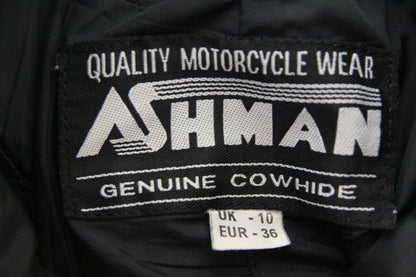 QUALITY MOTORCYCLE WEAR
ASHMAN
GENUINE COWHIDE
UK - 10
EUR - 36